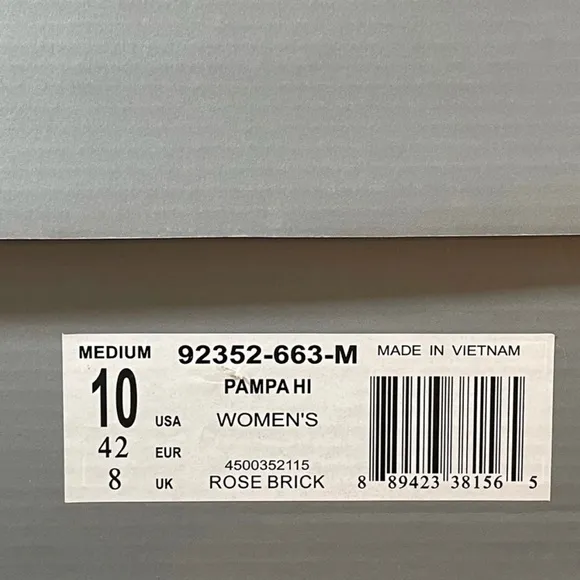 MEDIUM 92352-663-M MADE IN VIETNAM
10 USA PAMPA HI
WOMEN'S
42 EUR
4500352115
8 UK ROSE BRICK 8 89423 38156 5